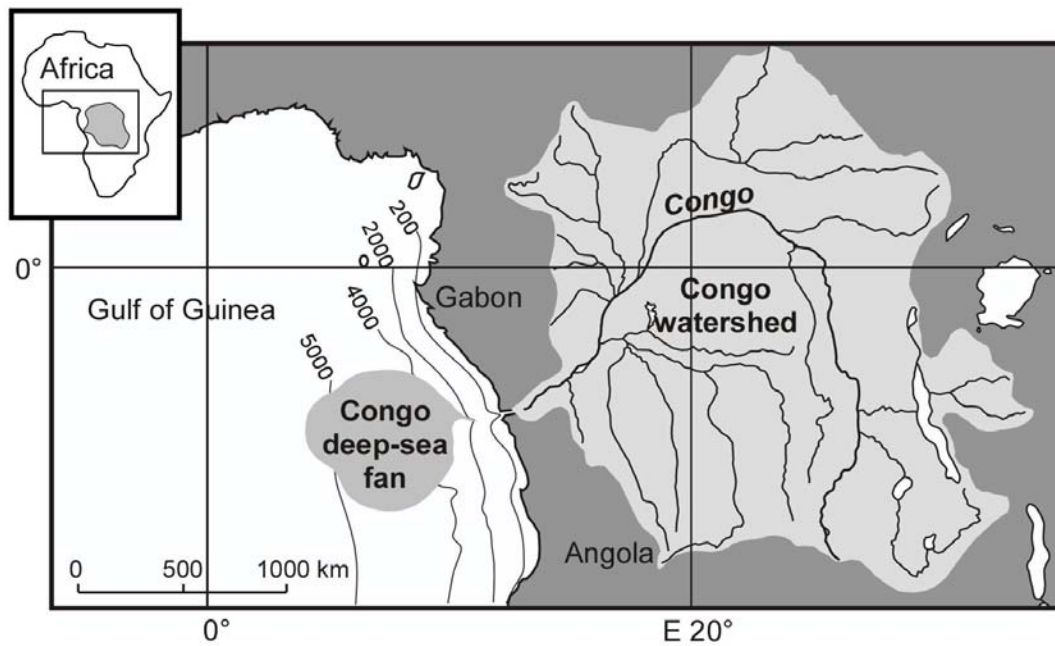 Africa
Congo
200
2000
0°
Gabon
Congo
watershed
Gulf of Guinea
4000
5000
Congo
deep-sea
fan
Angola
0 500 1000 km
0° E 20°